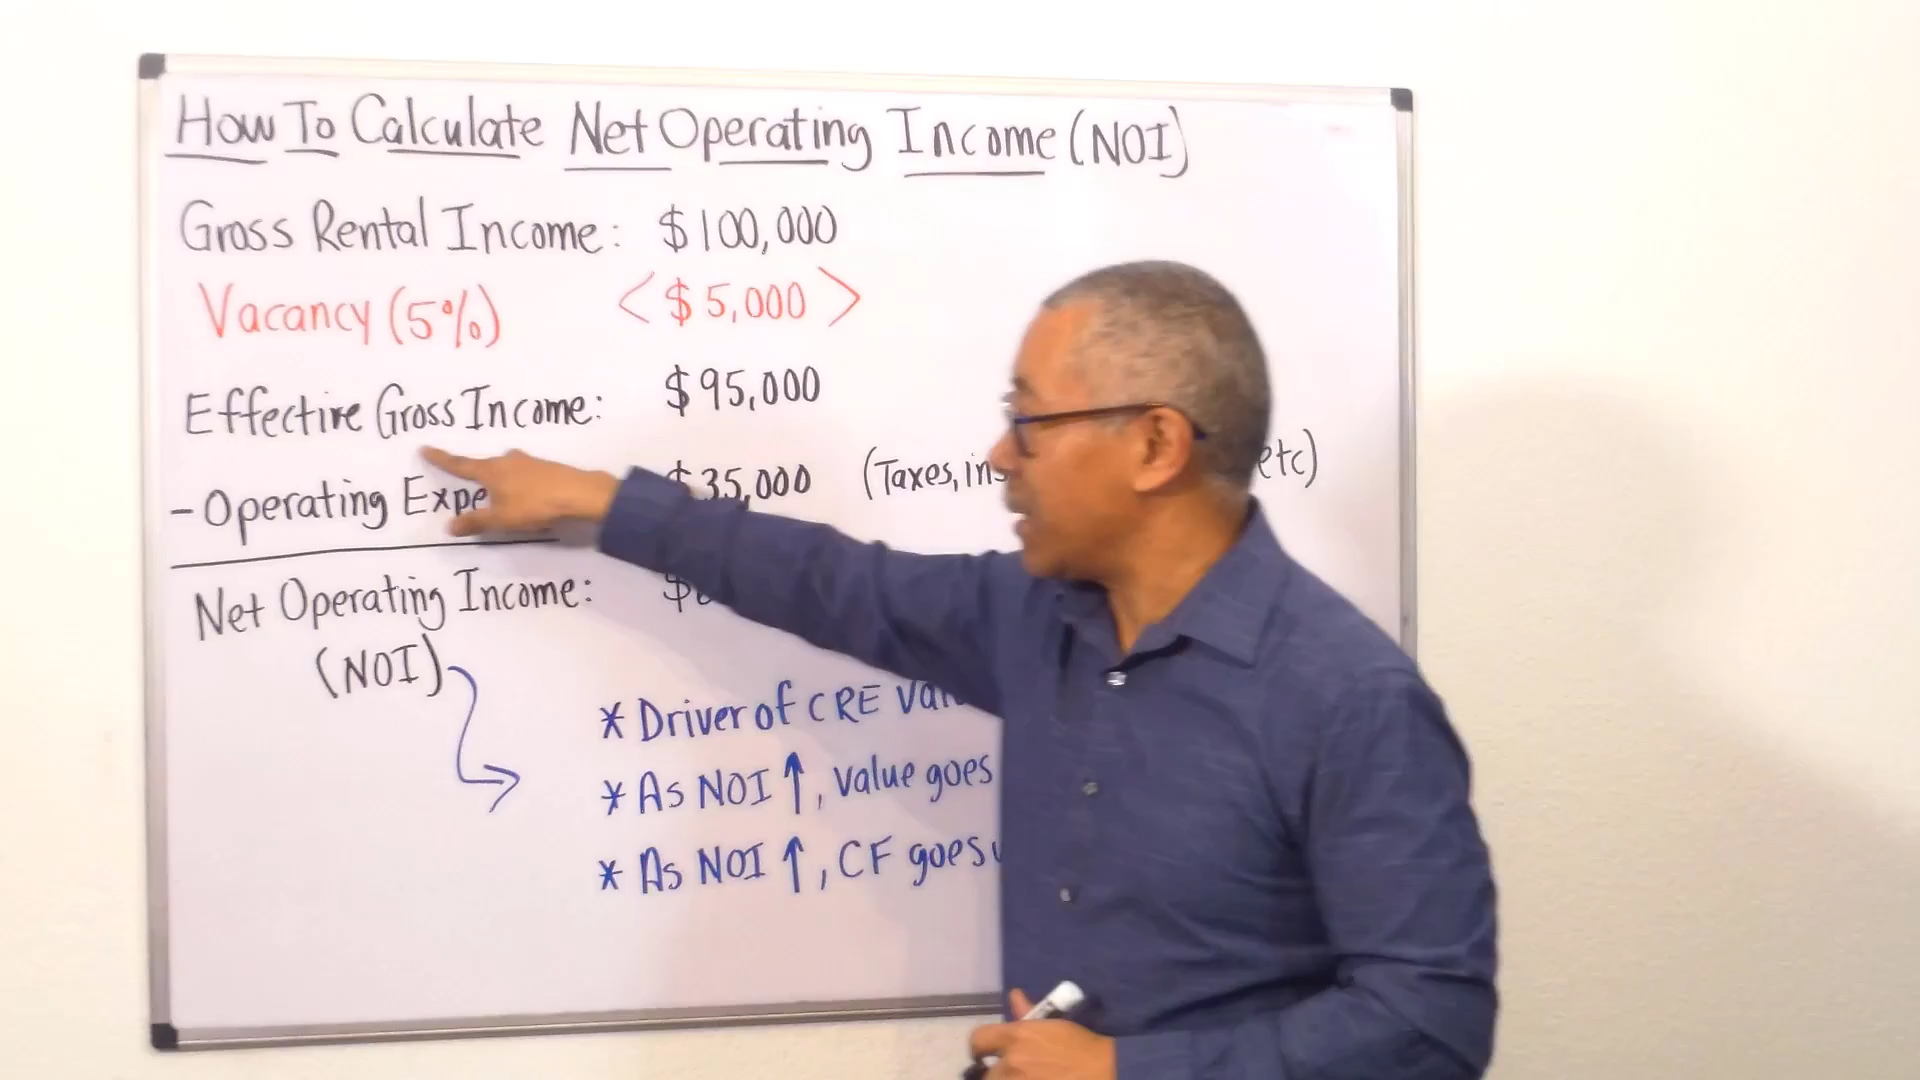 How To Calculate Net Operating Income (NOI)
Gross Rental Income: $100,000
Vacancy (5%) <$5,000>
Effective Gross Income: $95,000
- Operating $35,000 (Taxes, etc)
Net Operating Income:
(NOI)
* Driver of CRE
* As NOI ↑, value goes
* As NOI ↑, CF goes